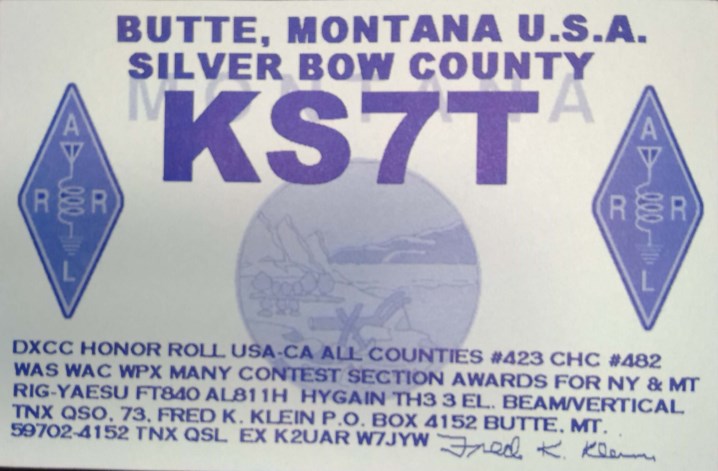 BUTTE, MONTANA U.S.A.
SILVER BOW COUNTY
MONTANA
KS7T
A
R R
L
A
R R
L
DXCC HONOR ROLL USA-CA ALL COUNTIES #423 CHC #482
WAS WAC WPX MANY CONTEST SECTION AWARDS FOR NY & MT
RIG-YAESU FT840 AL811H HYGAIN TH3 3 EL. BEAM/VERTICAL
TNX QSO, 73, FRED K. KLEIN P.O. BOX 4152 BUTTE, MT.
59702-4152 TNX QSL EX K2UAR W7JYW Fred K. Klein